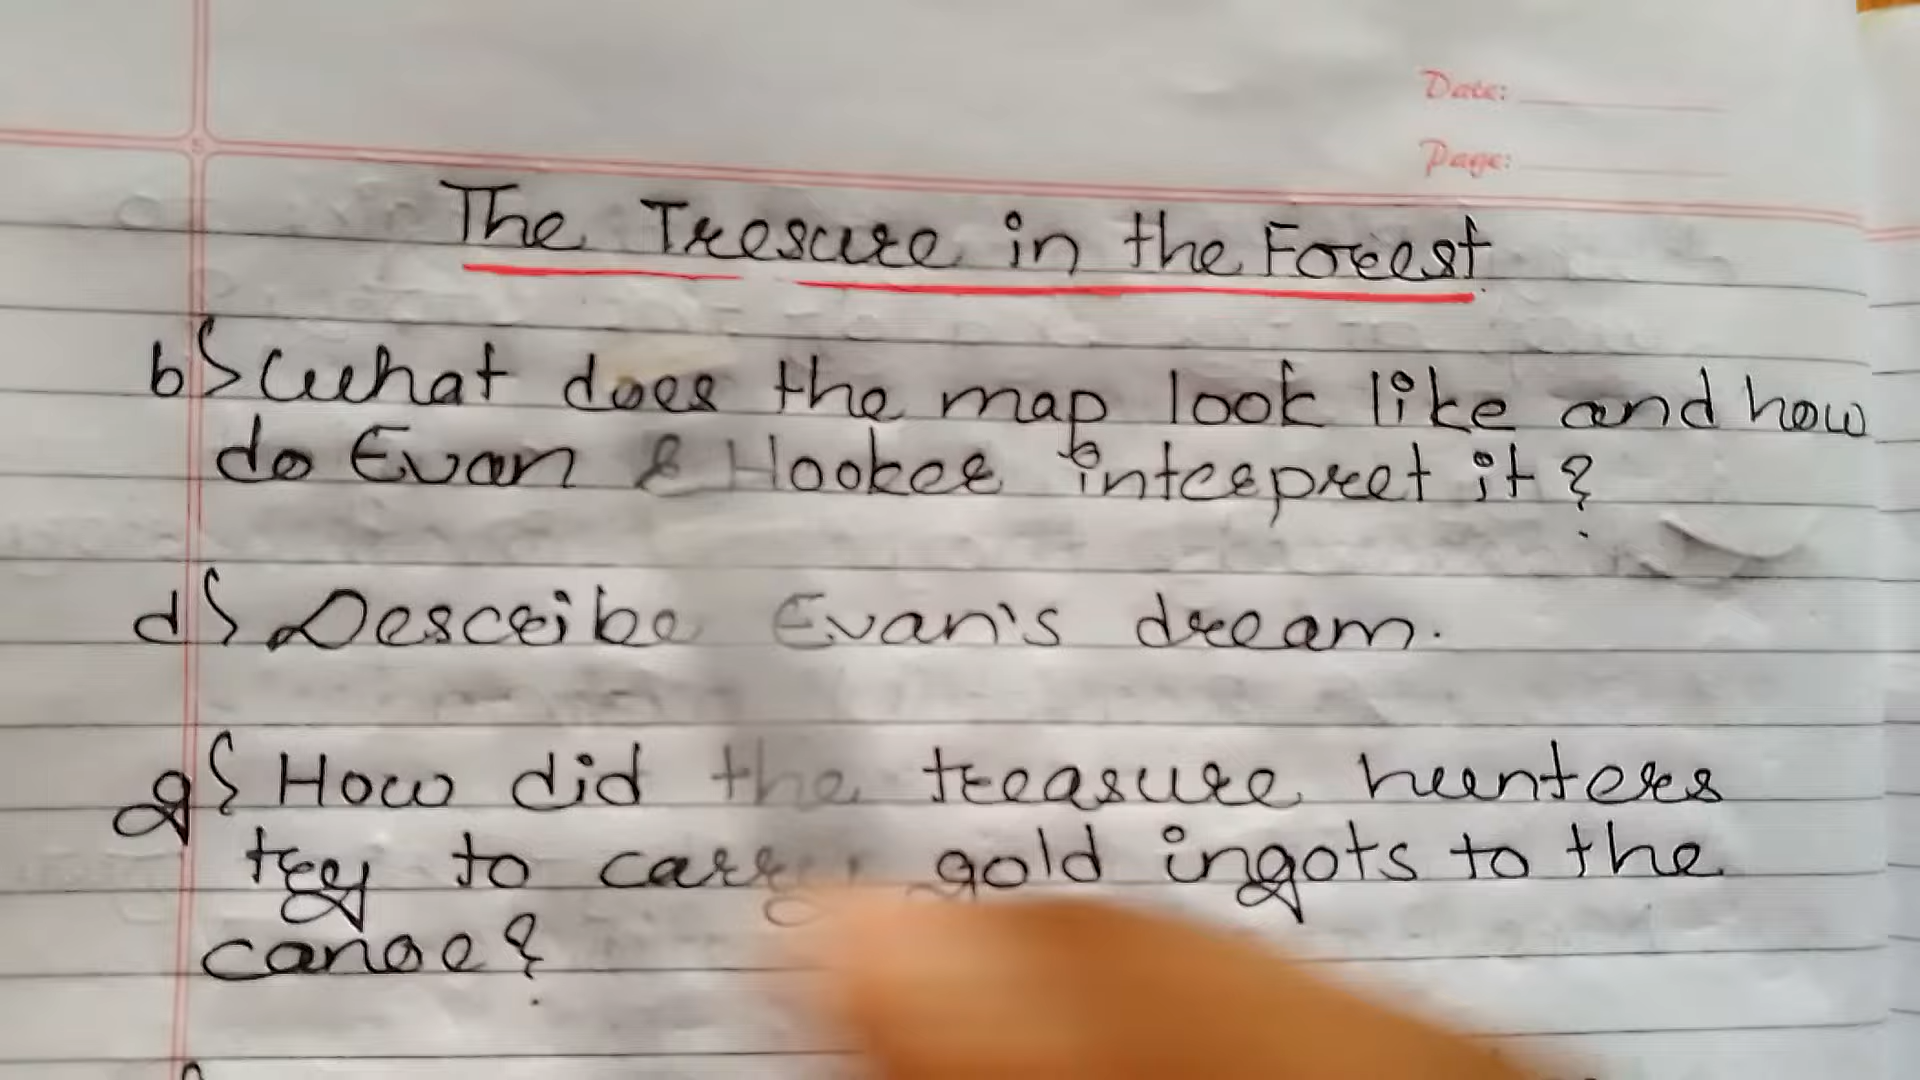 Date:
Page:
The Tresure in the Forest
b) What does the map look like and how
do Evan & Hooker interpret it?
d) Describe Evan's dream.
g) How did the treasure hunters
try to carry gold ingots to the
canoe?